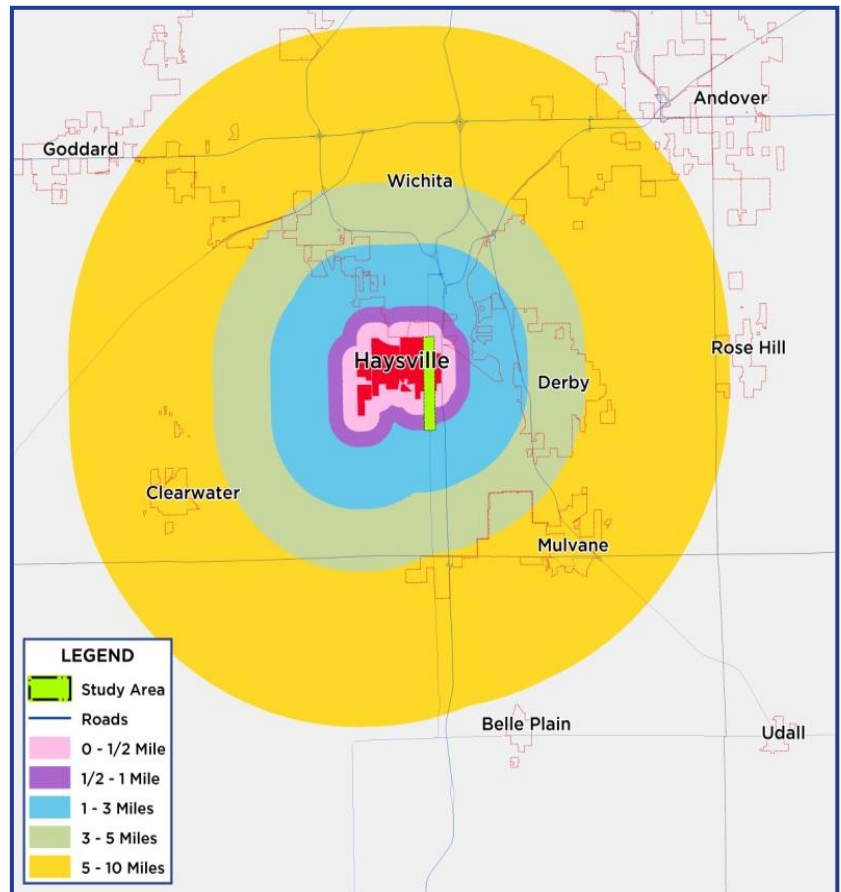 Andover
Goddard
Wichita
Haysville
Rose Hill
Derby
Clearwater
Mulvane
Belle Plain
Udall
LEGEND
Study Area
Roads
0 - 1/2 Mile
1/2 - 1 Mile
1 - 3 Miles
3 - 5 Miles
5 - 10 Miles